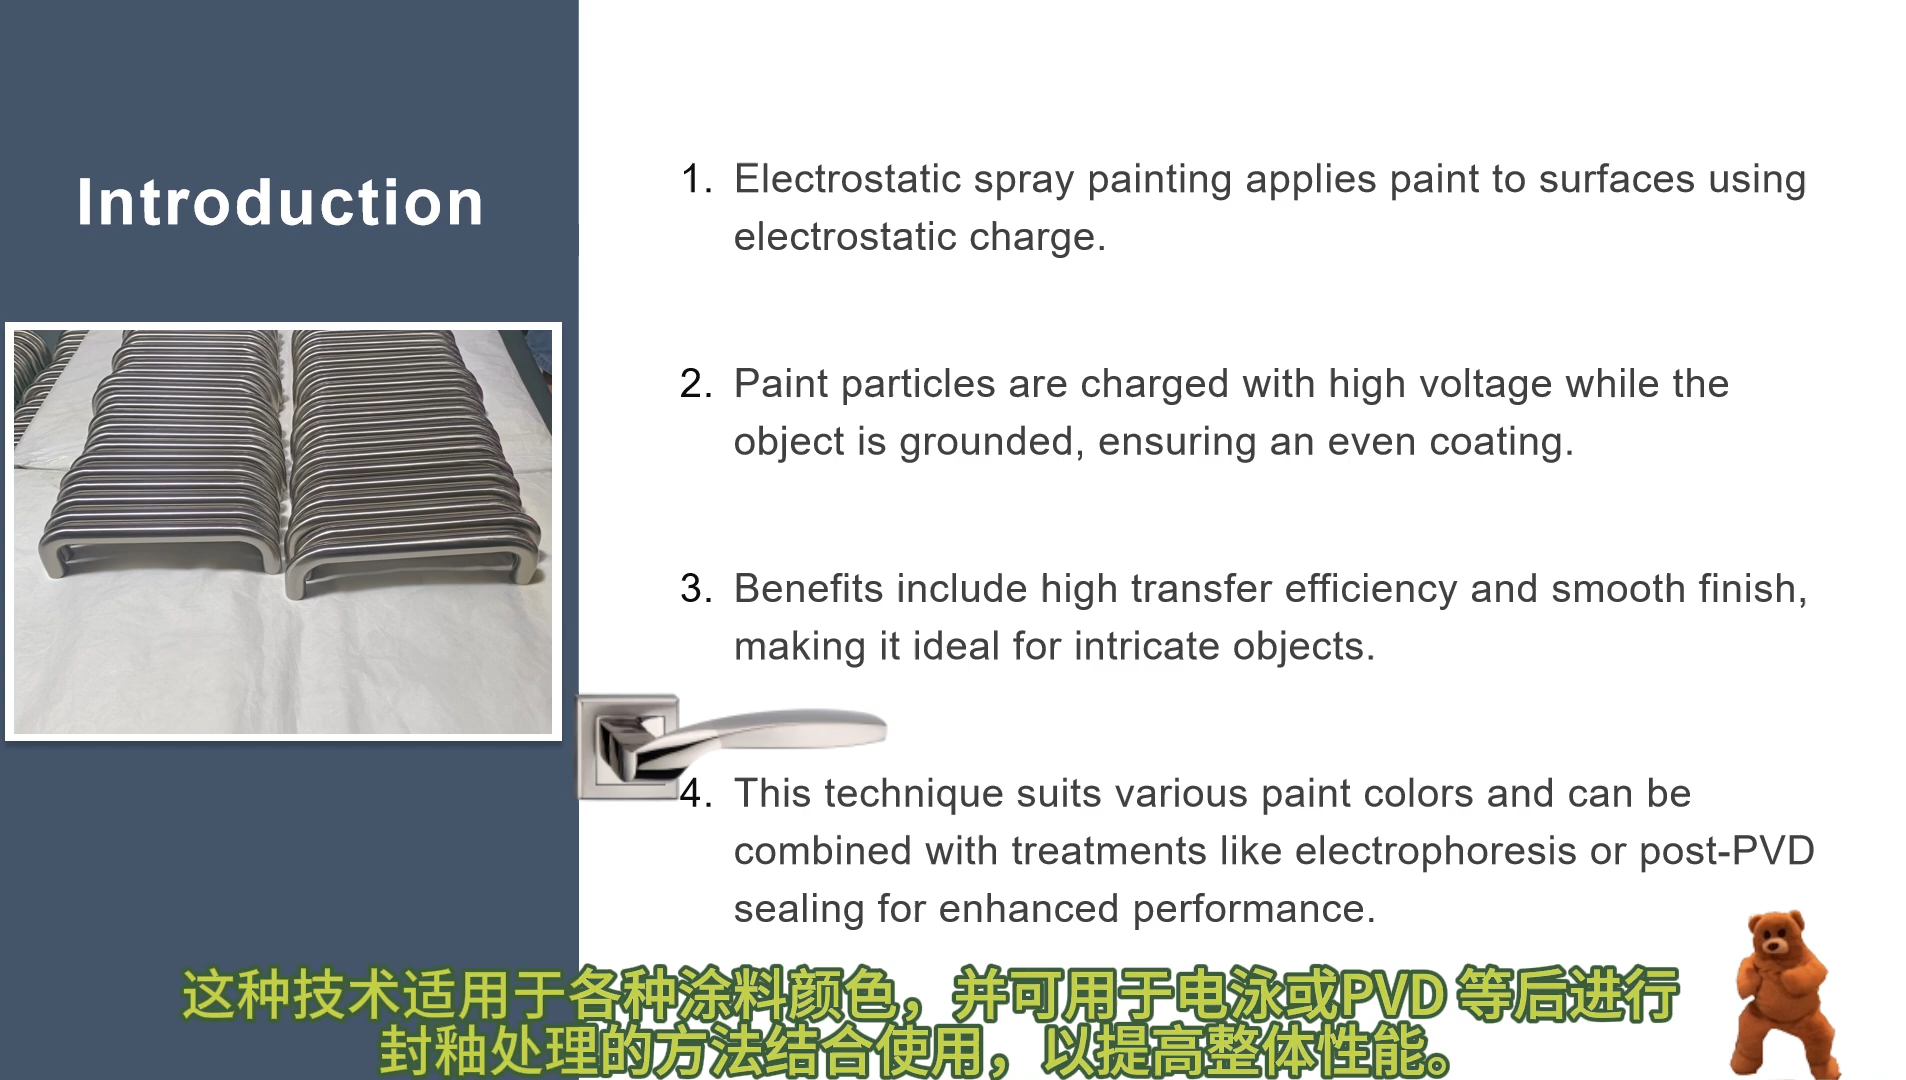 Introduction
1. Electrostatic spray painting applies paint to surfaces using
electrostatic charge.
2. Paint particles are charged with high voltage while the
object is grounded, ensuring an even coating.
3. Benefits include high transfer efficiency and smooth finish,
making it ideal for intricate objects.
4. This technique suits various paint colors and can be
combined with treatments like electrophoresis or post-PVD
sealing for enhanced performance.
这种技术适用于各种涂料颜色，并可用于电泳或PVD 等后进行
封釉处理的方法结合使用，以提高整体性能。